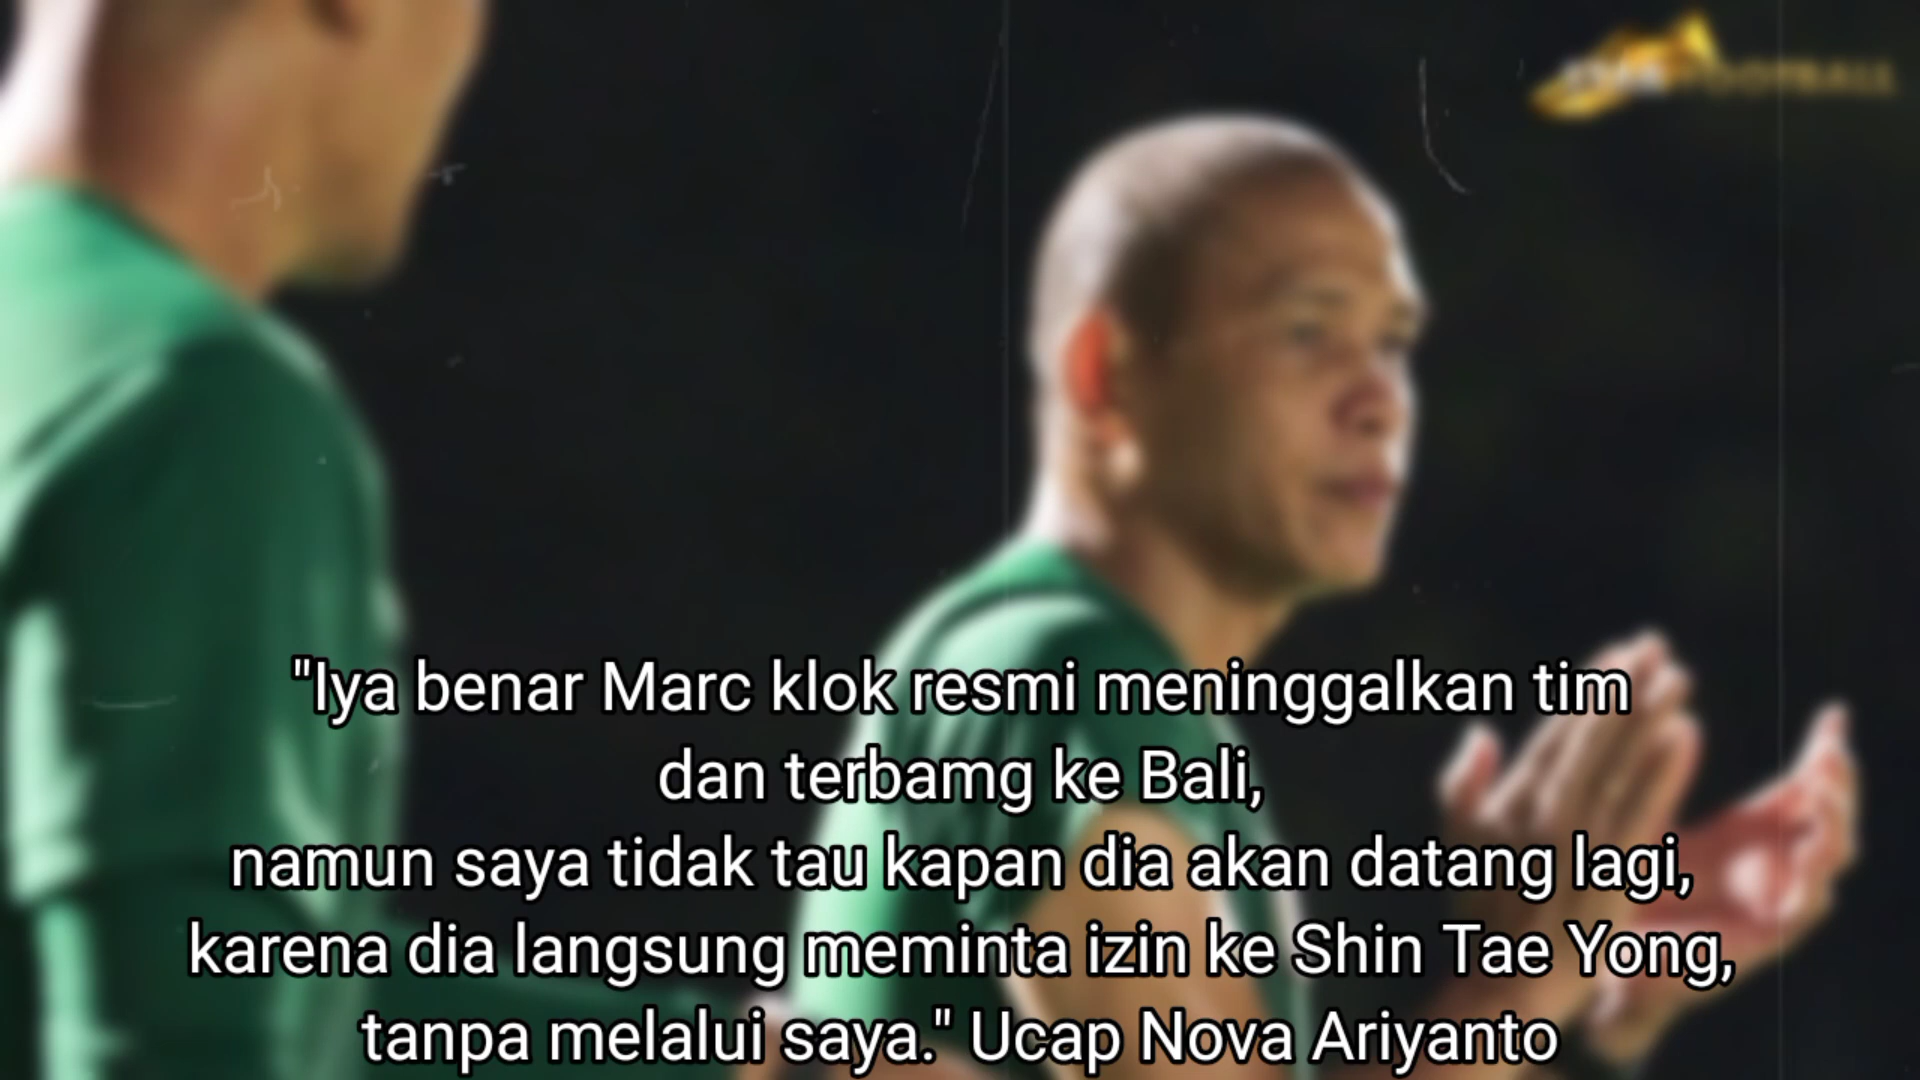 "Iya benar Marc klok resmi meninggalkan tim
dan terbamg ke Bali,
namun saya tidak tau kapan dia akan datang lagi,
karena dia langsung meminta izin ke Shin Tae Yong,
tanpa melalui saya." Ucap Nova Ariyanto